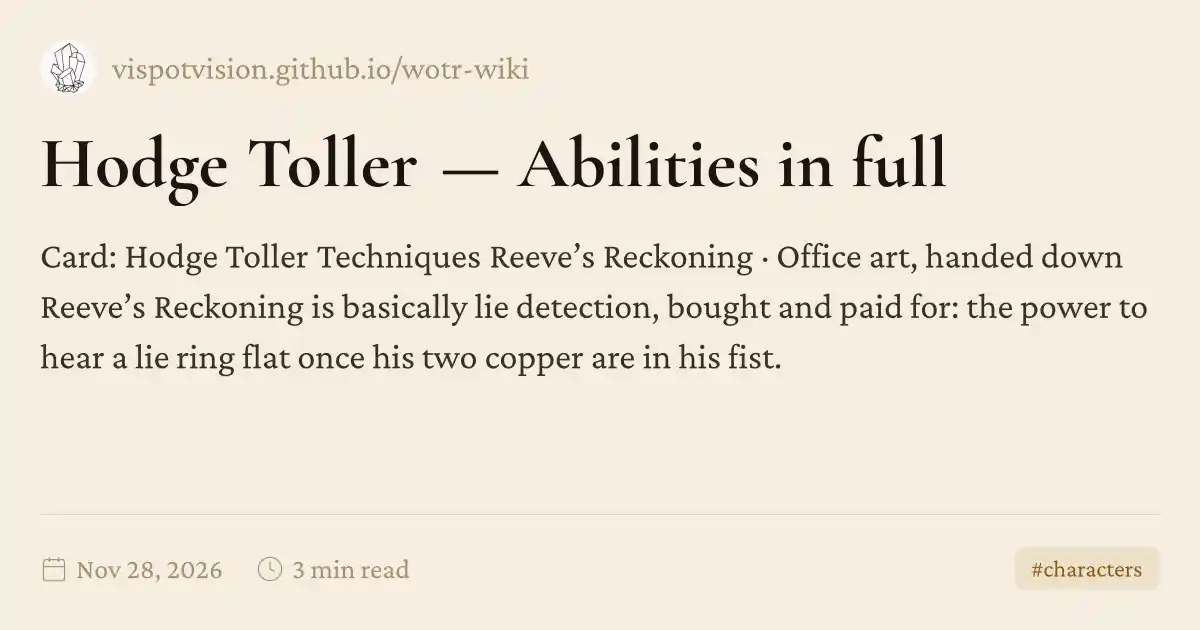 vispotvision.github.io/wotr-wiki
Hodge Toller — Abilities in full
Card: Hodge Toller Techniques Reeve’s Reckoning · Office art, handed down
Reeve’s Reckoning is basically lie detection, bought and paid for: the power to
hear a lie ring flat once his two copper are in his fist.
Nov 28, 2026
3 min read
#characters